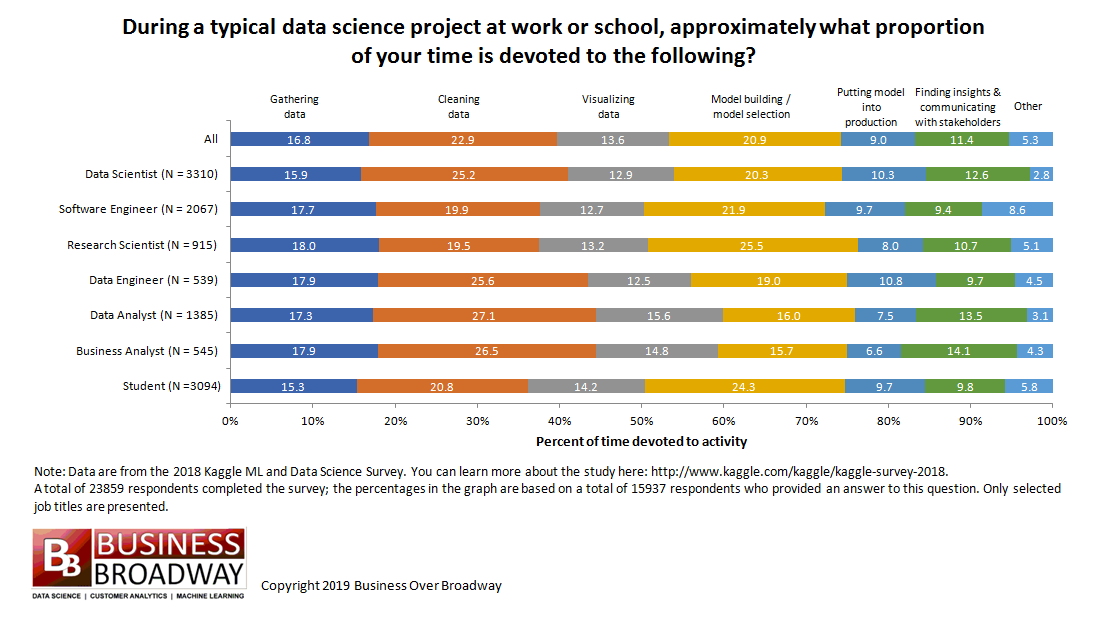 During a typical data science project at work or school, approximately what proportion
of your time is devoted to the following?
Gathering
data
Cleaning
data
Visualizing
data
Model building /
model selection
Putting model
into
production
Finding insights &
communicating
with stakeholders
Other
All 16.8 22.9 13.6 20.9 9.0 11.4 5.3
Data Scientist (N = 3310) 15.9 25.2 12.9 20.3 10.3 12.6 2.8
Software Engineer (N = 2067) 17.7 19.9 12.7 21.9 9.7 9.4 8.6
Research Scientist (N = 915) 18.0 19.5 13.2 25.5 8.0 10.7 5.1
Data Engineer (N = 539) 17.9 25.6 12.5 19.0 10.8 9.7 4.5
Data Analyst (N = 1385) 17.3 27.1 15.6 16.0 7.5 13.5 3.1
Business Analyst (N = 545) 17.9 26.5 14.8 15.7 6.6 14.1 4.3
Student (N =3094) 15.3 20.8 14.2 24.3 9.7 9.8 5.8
0% 10% 20% 30% 40% 50% 60% 70% 80% 90% 100%
Percent of time devoted to activity
Note: Data are from the 2018 Kaggle ML and Data Science Survey. You can learn more about the study here: http://www.kaggle.com/kaggle/kaggle-survey-2018.
A total of 23859 respondents completed the survey; the percentages in the graph are based on a total of 15937 respondents who provided an answer to this question. Only selected
job titles are presented.
BB BUSINESS
BROADWAY
DATA SCIENCE | CUSTOMER ANALYTICS | MACHINE LEARNING
Copyright 2019 Business Over Broadway